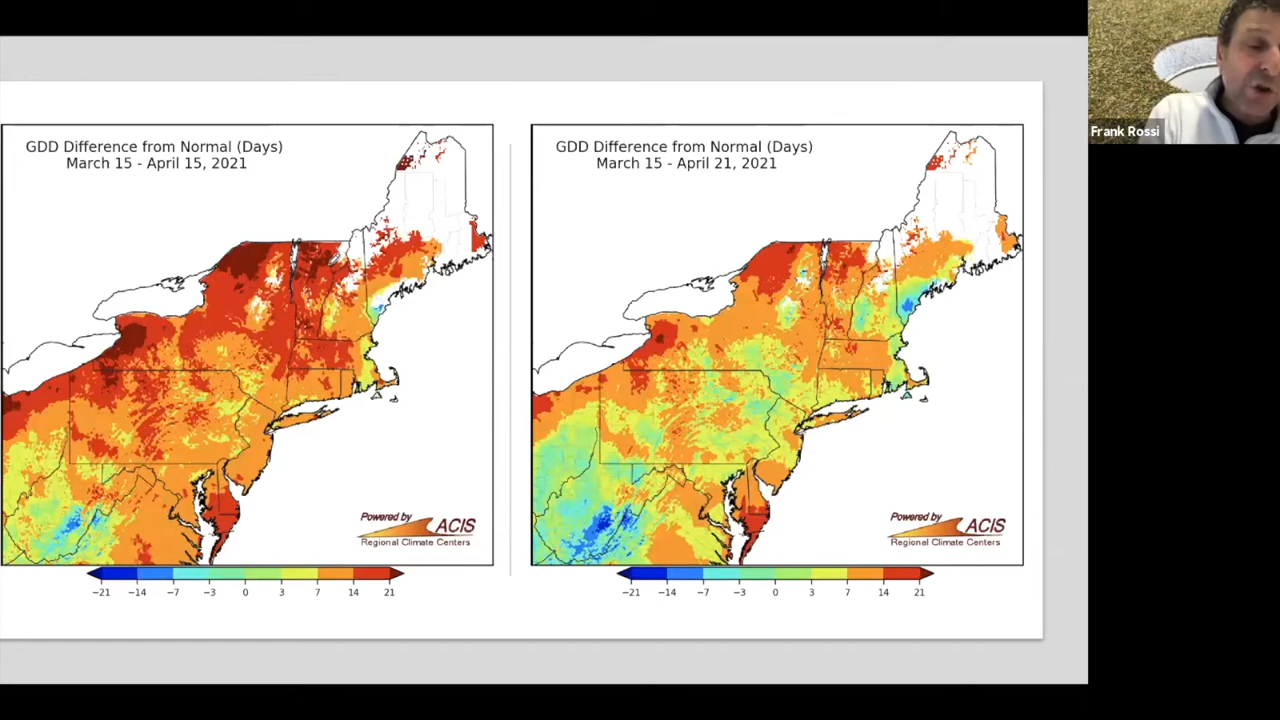 GDD Difference from Normal (Days)
March 15 - April 15, 2021
Powered by
ACIS
Regional Climate Centers
−21 −14 −7 −3 0 3 7 14 21
GDD Difference from Normal (Days)
March 15 - April 21, 2021
Powered by
ACIS
Regional Climate Centers
−21 −14 −7 −3 0 3 7 14 21
Frank Rossi